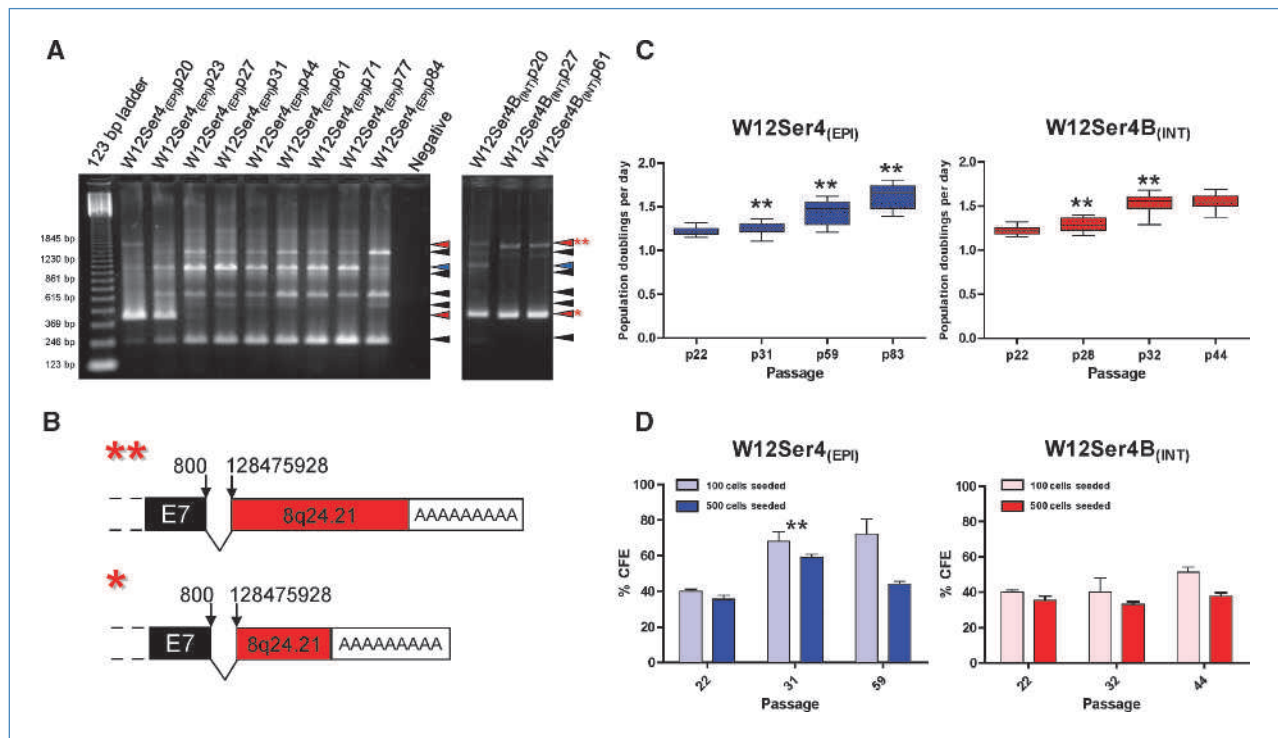 A
123 bp ladder
W12Ser4(EPI)p20
W12Ser4(EPI)p23
W12Ser4(EPI)p27
W12Ser4(EPI)p31
W12Ser4(EPI)p44
W12Ser4(EPI)p61
W12Ser4(EPI)p71
W12Ser4(EPI)p77
W12Ser4(EPI)p84
Negative
W12Ser4B(INT)p20
W12Ser4B(INT)p27
W12Ser4B(INT)p61
1845 bp
1230 bp
861 bp
615 bp
369 bp
246 bp
123 bp
**
*
B
**
800 128475928
E7 8q24.21 AAAAAAAAA
*
800 128475928
E7 8q24.21 AAAAAAAAA
C
W12Ser4(EPI)
Population doublings per day
2.0
1.5
1.0
1.5
0.0
** ** **
p22 p31 p59 p83
Passage
W12Ser4B(INT)
Population doublings per day
2.0
1.5
1.0
1.5
0.0
** **
p22 p28 p32 p44
Passage
D
W12Ser4(EPI)
100 cells seeded
500 cells seeded
% CFE
100
80
60
40
20
0
**
22 31 59
Passage
W12Ser4B(INT)
100 cells seeded
500 cells seeded
% CFE
100
80
60
40
20
0
22 32 44
Passage